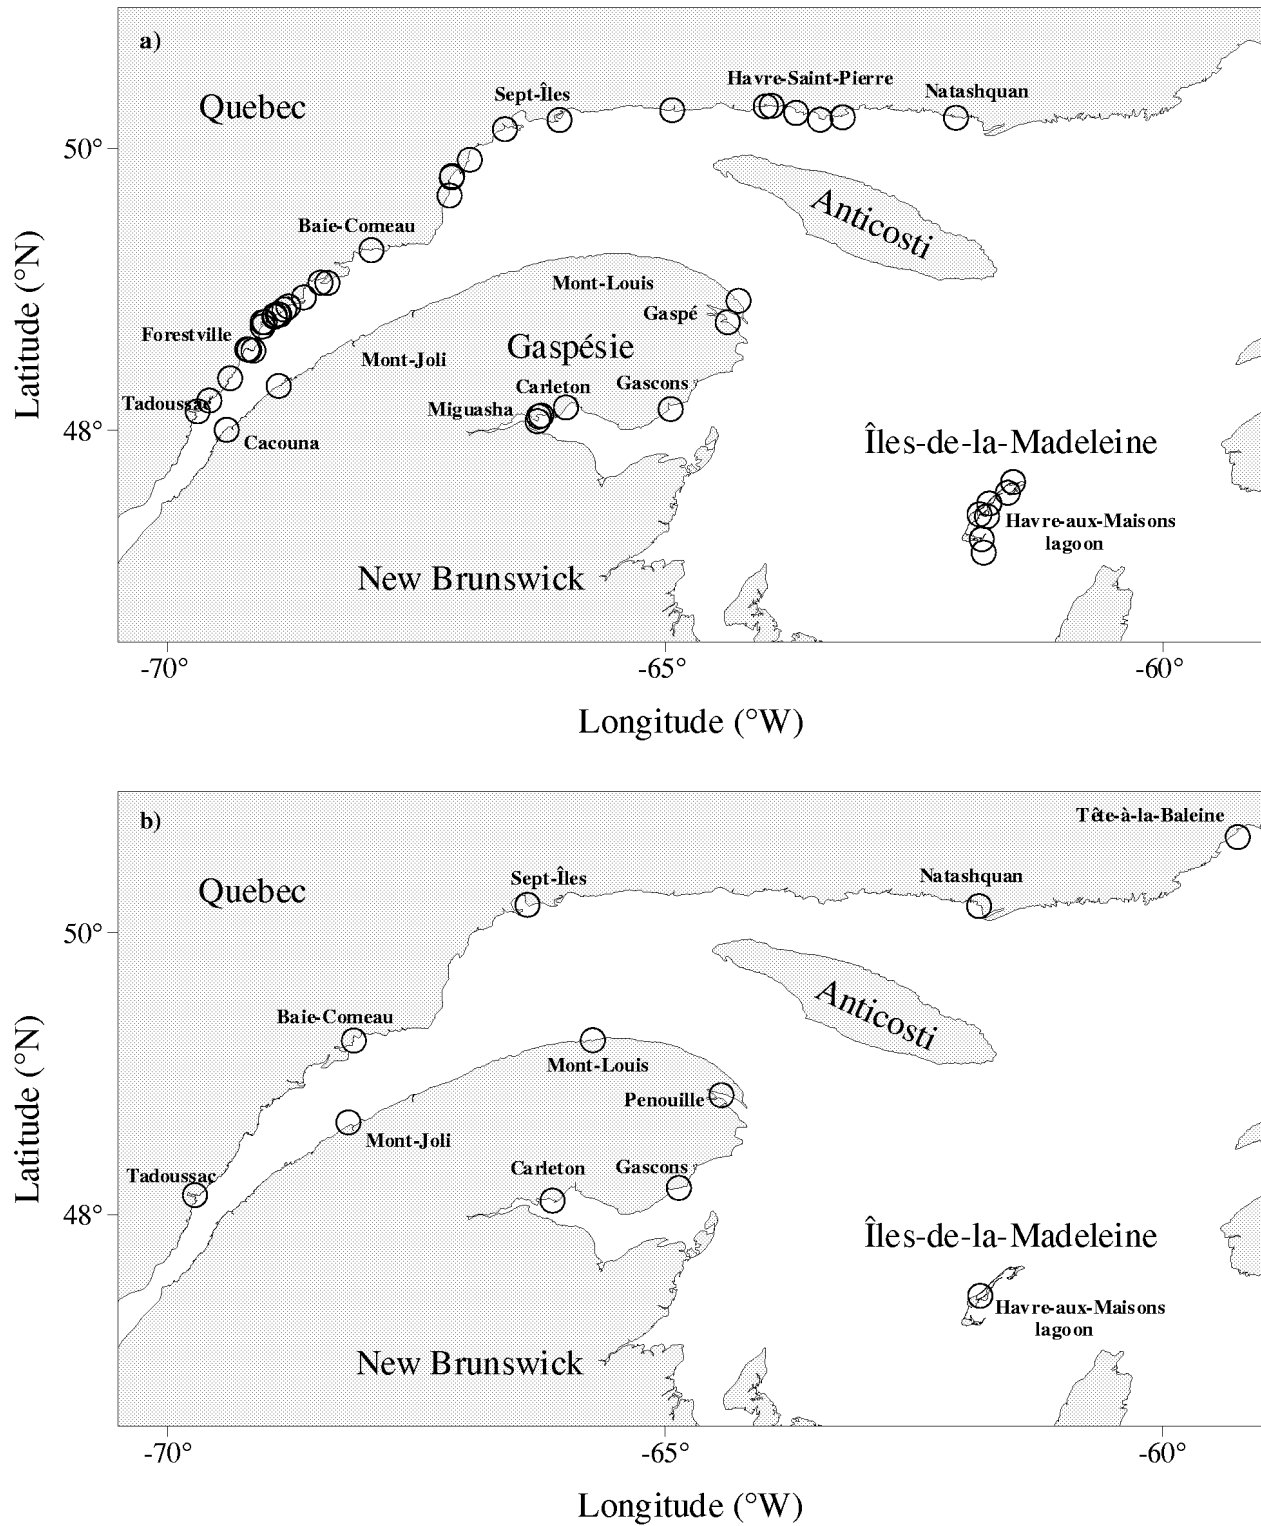 a)
Havre-Saint-Pierre
Sept-Îles
Natashquan
Quebec
50°
Anticosti
Baie-Comeau
Mont-Louis
Gaspé
Forestville
Gaspésie
Mont-Joli
Carleton
Gascons
Tadoussac
Miguasha
48°
Cacouna
Îles-de-la-Madeleine
Havre-aux-Maisons
lagoon
New Brunswick
Latitude (°N)
-70°
-65°
-60°
Longitude (°W)
b)
Tête-à-la-Baleine
Sept-Îles
Natashquan
Quebec
50°
Anticosti
Baie-Comeau
Mont-Louis
Penouille
Mont-Joli
Carleton
Gascons
Tadoussac
48°
Îles-de-la-Madeleine
Havre-aux-Maisons
lagoon
New Brunswick
Latitude (°N)
-70°
-65°
-60°
Longitude (°W)